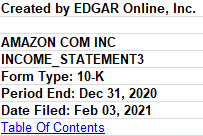 Created by EDGAR Online, Inc.
AMAZON COM INC
INCOME_STATEMENT3
Form Type: 10-K
Period End: Dec 31, 2020
Date Filed: Feb 03, 2021
Table Of Contents